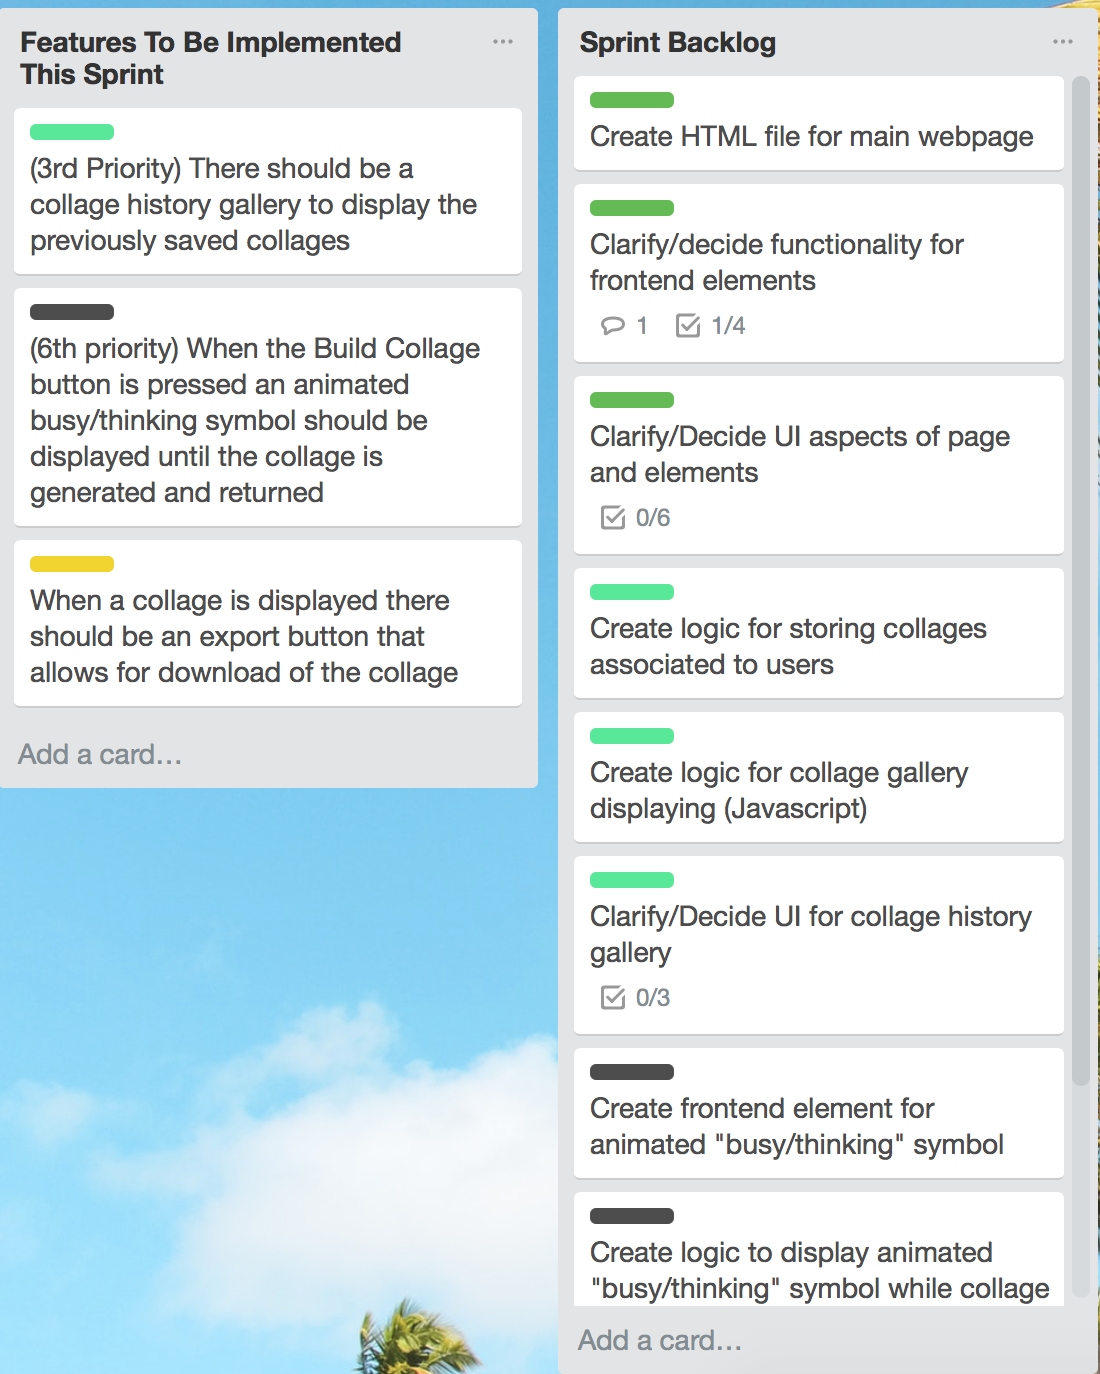 Features To Be Implemented
This Sprint
...
(3rd Priority) There should be a
collage history gallery to display the
previously saved collages
(6th priority) When the Build Collage
button is pressed an animated
busy/thinking symbol should be
displayed until the collage is
generated and returned
When a collage is displayed there
should be an export button that
allows for download of the collage
Add a card...
Sprint Backlog
...
Create HTML file for main webpage
Clarify/decide functionality for
frontend elements
1 1/4
Clarify/Decide UI aspects of page
and elements
0/6
Create logic for storing collages
associated to users
Create logic for collage gallery
displaying (Javascript)
Clarify/Decide UI for collage history
gallery
0/3
Create frontend element for
animated "busy/thinking" symbol
Create logic to display animated
"busy/thinking" symbol while collage
Add a card...